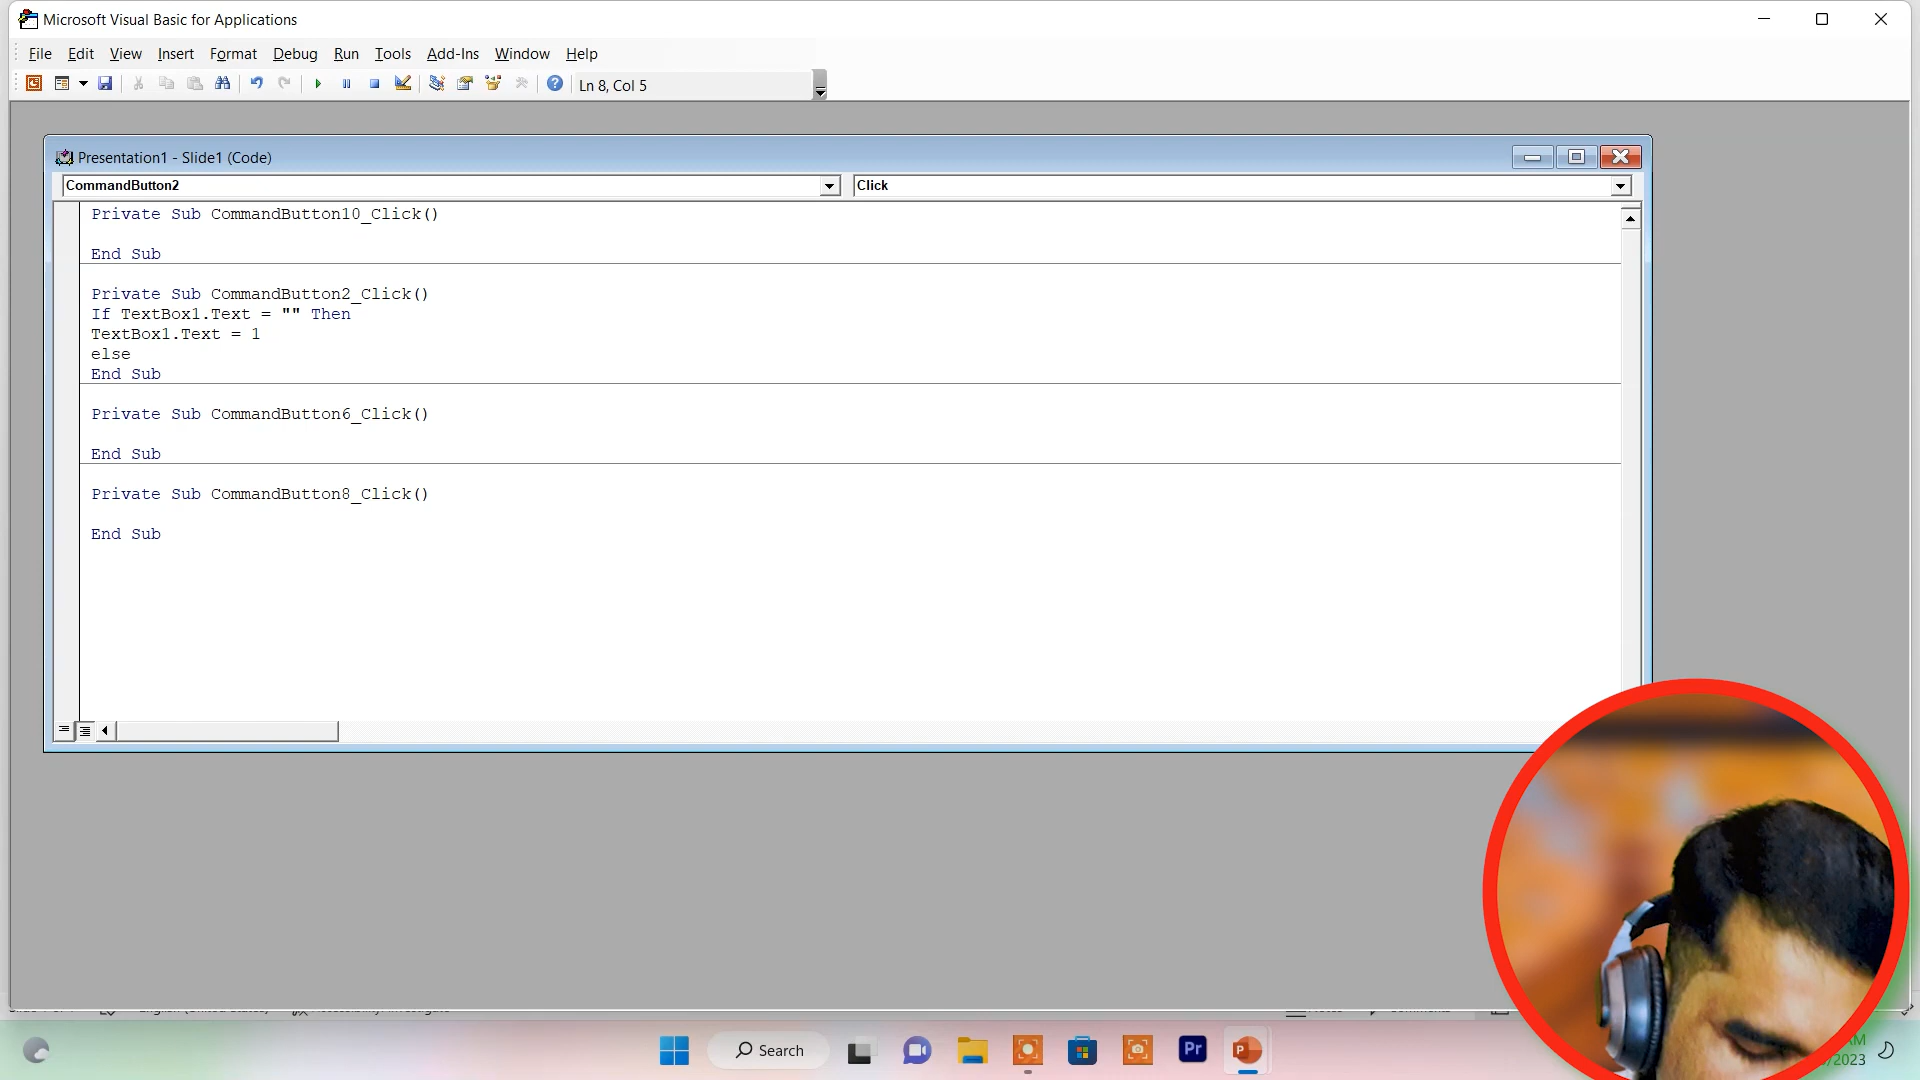 Microsoft Visual Basic for Applications
File Edit View Insert Format Debug Run Tools Add-Ins Window Help
Ln 8, Col 5
Presentation1 - Slide1 (Code)
CommandButton2 Click
Private Sub CommandButton10_Click()
End Sub
Private Sub CommandButton2_Click()
If TextBox1.Text = "" Then
TextBox1.Text = 1
else
End Sub
Private Sub CommandButton6_Click()
End Sub
Private Sub CommandButton8_Click()
End Sub
Search
Pr